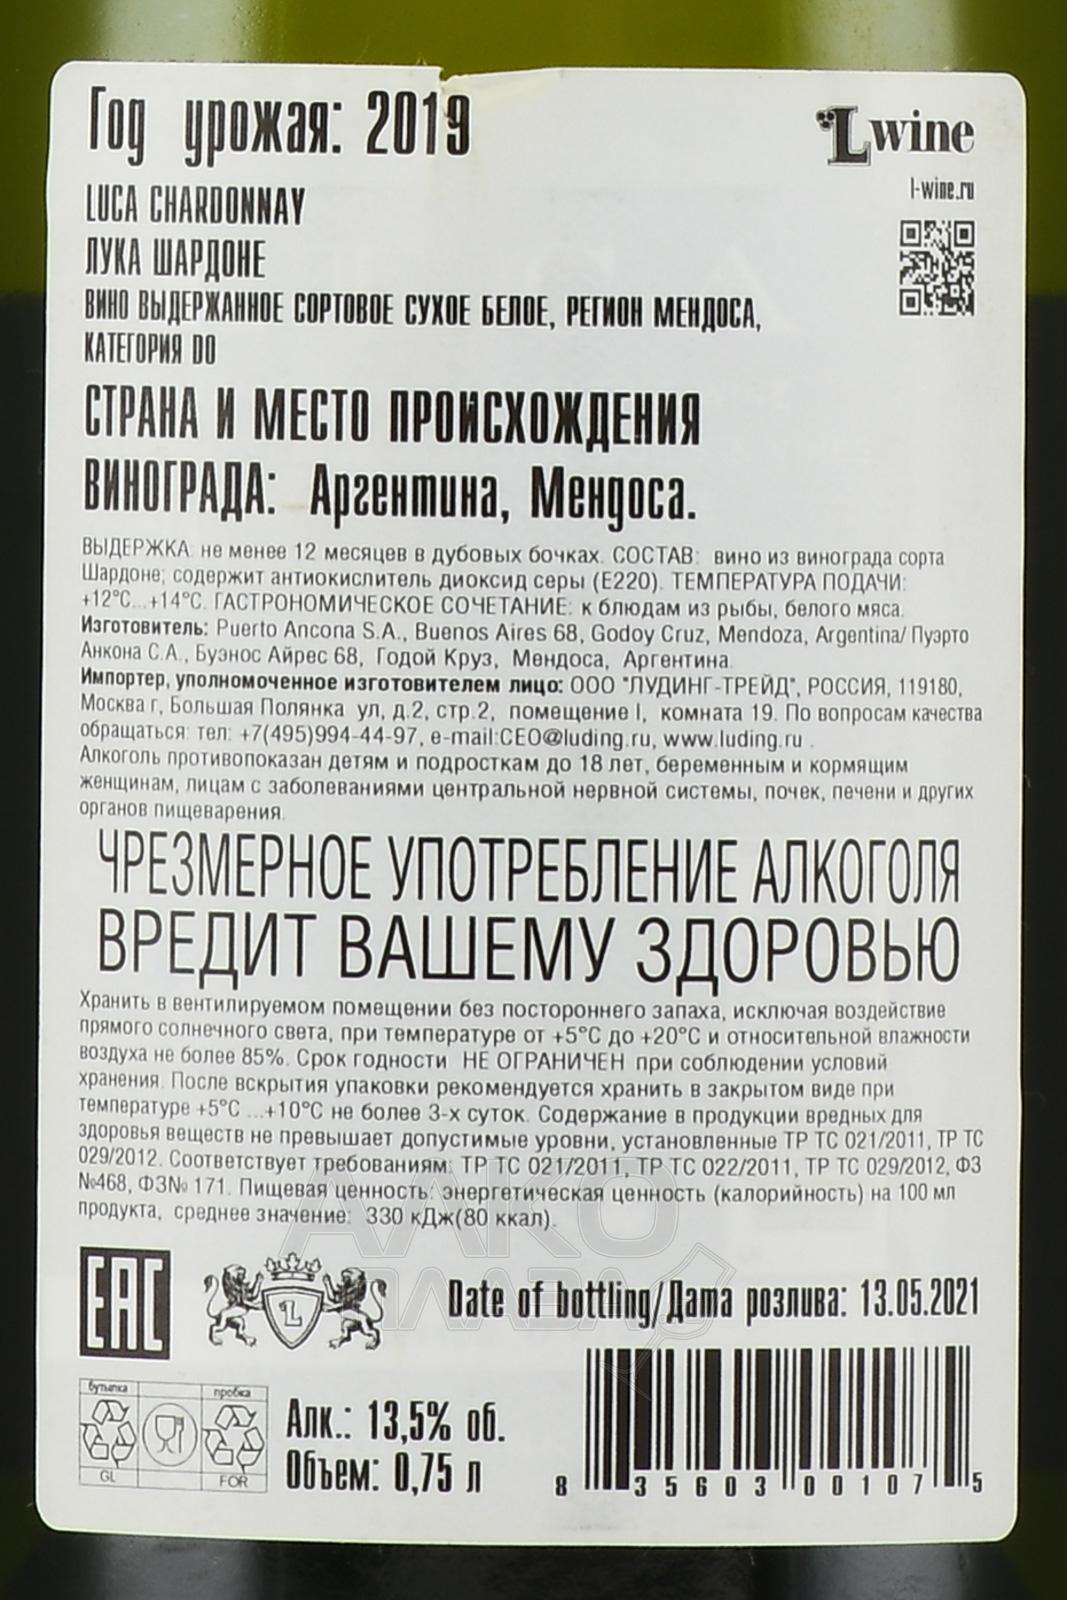 Год урожая: 2019
Lwine
l-wine.ru
LUCA CHARDONNAY
ЛУКА ШАРДОНЕ
ВИНО ВЫДЕРЖАННОЕ СОРТОВОЕ СУХОЕ БЕЛОЕ, РЕГИОН МЕНДОСА,
КАТЕГОРИЯ DO
СТРАНА И МЕСТО ПРОИСХОЖДЕНИЯ
ВИНОГРАДА: Аргентина, Мендоса.
ВЫДЕРЖКА: не менее 12 месяцев в дубовых бочках. СОСТАВ: вино из винограда сорта
Шардоне; содержит антиокислитель диоксид серы (Е220). ТЕМПЕРАТУРА ПОДАЧИ:
+12°С...+14°С. ГАСТРОНОМИЧЕСКОЕ СОЧЕТАНИЕ: к блюдам из рыбы, белого мяса.
Изготовитель: Puerto Ancona S.A., Buenos Aires 68, Godoy Cruz, Mendoza, Argentina/ Пуэрто
Анкона С.А., Буэнос Айрес 68, Годой Круз, Мендоса, Аргентина.
Импортер, уполномоченное изготовителем лицо: ООО "ЛУДИНГ-ТРЕЙД", РОССИЯ, 119180,
Москва г, Большая Полянка ул, д.2, стр.2, помещение I, комната 19. По вопросам качества
обращаться: тел: +7(495)994-44-97, e-mail:CEO@luding.ru, www.luding.ru .
Алкоголь противопоказан детям и подросткам до 18 лет, беременным и кормящим
женщинам, лицам с заболеваниями центральной нервной системы, почек, печени и других
органов пищеварения.
ЧРЕЗМЕРНОЕ УПОТРЕБЛЕНИЕ АЛКОГОЛЯ
ВРЕДИТ ВАШЕМУ ЗДОРОВЬЮ
Хранить в вентилируемом помещении без постороннего запаха, исключая воздействие
прямого солнечного света, при температуре от +5°С до +20°С и относительной влажности
воздуха не более 85%. Срок годности НЕ ОГРАНИЧЕН при соблюдении условий
хранения. После вскрытия упаковки рекомендуется хранить в закрытом виде при
температуре +5°С ...+10°С не более 3-х суток. Содержание в продукции вредных для
здоровья веществ не превышает допустимые уровни, установленные ТР ТС 021/2011, ТР ТС
029/2012. Соответствует требованиям: ТР ТС 021/2011, ТР ТС 022/2011, ТР ТС 029/2012, ФЗ
№468, ФЗ№ 171. Пищевая ценность: энергетическая ценность (калорийность) на 100 мл
продукта, среднее значение: 330 кДж(80 ккал).
АЛКО
ПЛАВА
EAC
L
Date of bottling/Дата розлива: 13.05.2021
бутылка
пробка
GL
FOR
Алк.: 13,5% об.
Объем: 0,75 л
8 35603 00107 5